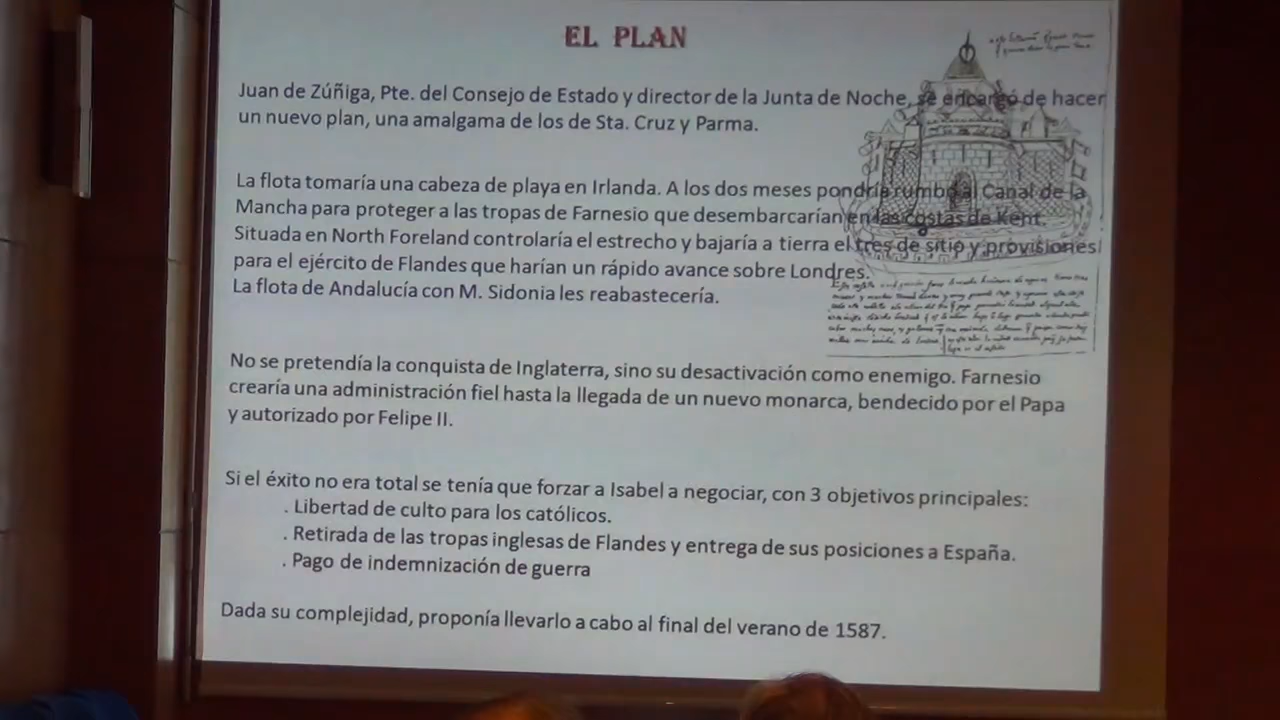 EL PLAN
Juan de Zúñiga, Pte. del Consejo de Estado y director de la Junta de Noche, se encargó de hacer
un nuevo plan, una amalgama de los de Sta. Cruz y Parma.
La flota tomaría una cabeza de playa en Irlanda. A los dos meses pondría rumbo al Canal de la
Mancha para proteger a las tropas de Farnesio que desembarcarían en las costas de Kent.
Situada en North Foreland controlaría el estrecho y bajaría a tierra el tres de sitio y provisiones
para el ejército de Flandes que harían un rápido avance sobre Londres.
La flota de Andalucía con M. Sidonia les reabastecería.
No se pretendía la conquista de Inglaterra, sino su desactivación como enemigo. Farnesio
crearía una administración fiel hasta la llegada de un nuevo monarca, bendecido por el Papa
y autorizado por Felipe II.
Si el éxito no era total se tenía que forzar a Isabel a negociar, con 3 objetivos principales:
. Libertad de culto para los católicos.
. Retirada de las tropas inglesas de Flandes y entrega de sus posiciones a España.
. Pago de indemnización de guerra
Dada su complejidad, proponía llevarlo a cabo al final del verano de 1587.